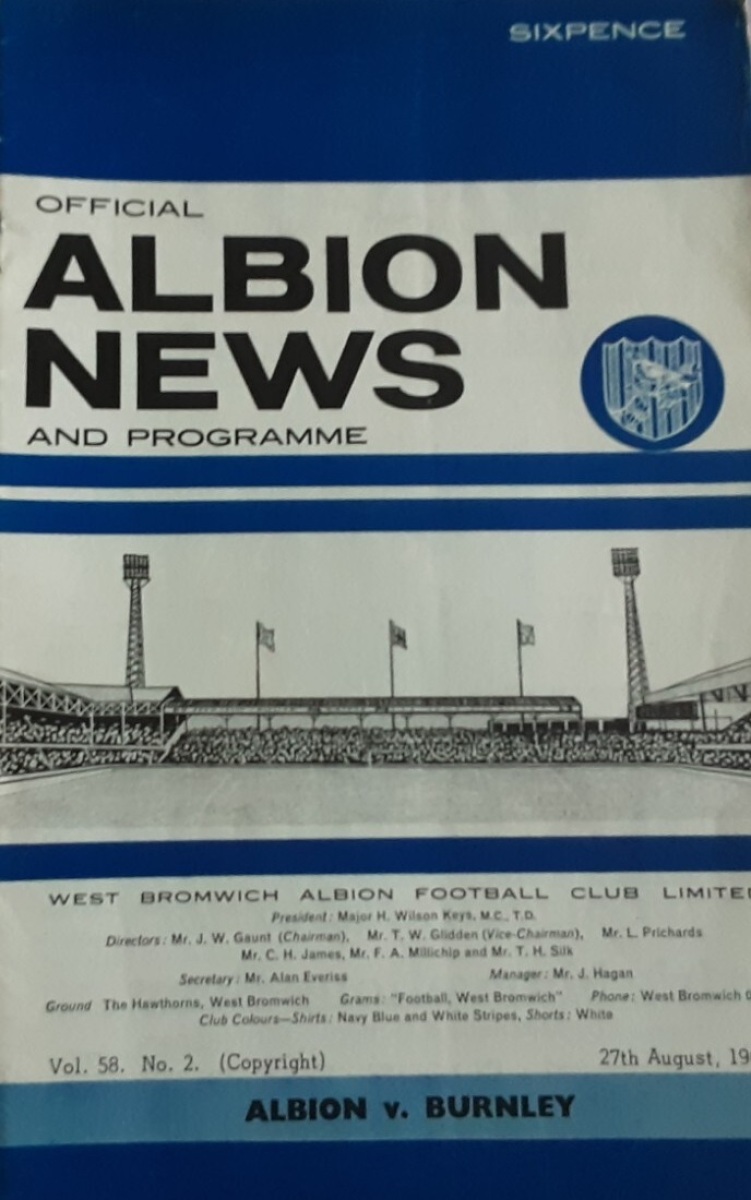 SIXPENCE
OFFICIAL
ALBION
NEWS
AND PROGRAMME
WEST BROMWICH ALBION FOOTBALL CLUB LIMITED
President: Major H. Wilson Keys, M.C., T.D.
Directors: Mr. J. W. Gaunt (Chairman), Mr. T. W. Glidden (Vice-Chairman), Mr. L. Prichards
Mr. C. H. James, Mr. F. A. Millichip and Mr. T. H. Silk
Secretary: Mr. Alan Everiss Manager: Mr. J. Hagan
Ground The Hawthorns, West Bromwich Grams: "Football, West Bromwich" Phone: West Bromwich 0
Club Colours—Shirts: Navy Blue and White Stripes, Shorts: White
Vol. 58. No. 2. (Copyright) 27th August, 19
ALBION v. BURNLEY